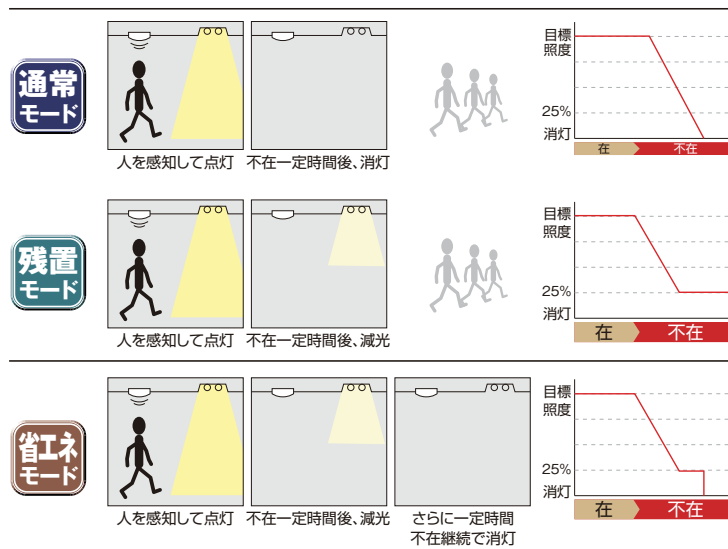 通常
モード
人を感知して点灯
不在一定時間後、消灯
目標
照度
25%
消灯
在
不在
残置
モード
人を感知して点灯
不在一定時間後、減光
目標
照度
25%
消灯
在
不在
省エネ
モード
人を感知して点灯
不在一定時間後、減光
さらに一定時間
不在継続で消灯
目標
照度
25%
消灯
在
不在